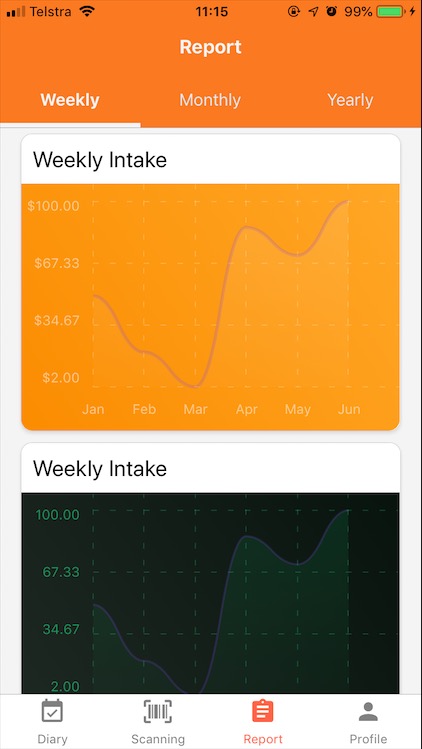 Telstra 11:15 99%
Report
Weekly Monthly Yearly
Weekly Intake
$100.00
$67.33
$34.67
$2.00
Jan Feb Mar Apr May Jun
Weekly Intake
100.00
67.33
34.67
2.00
Diary Scanning Report Profile